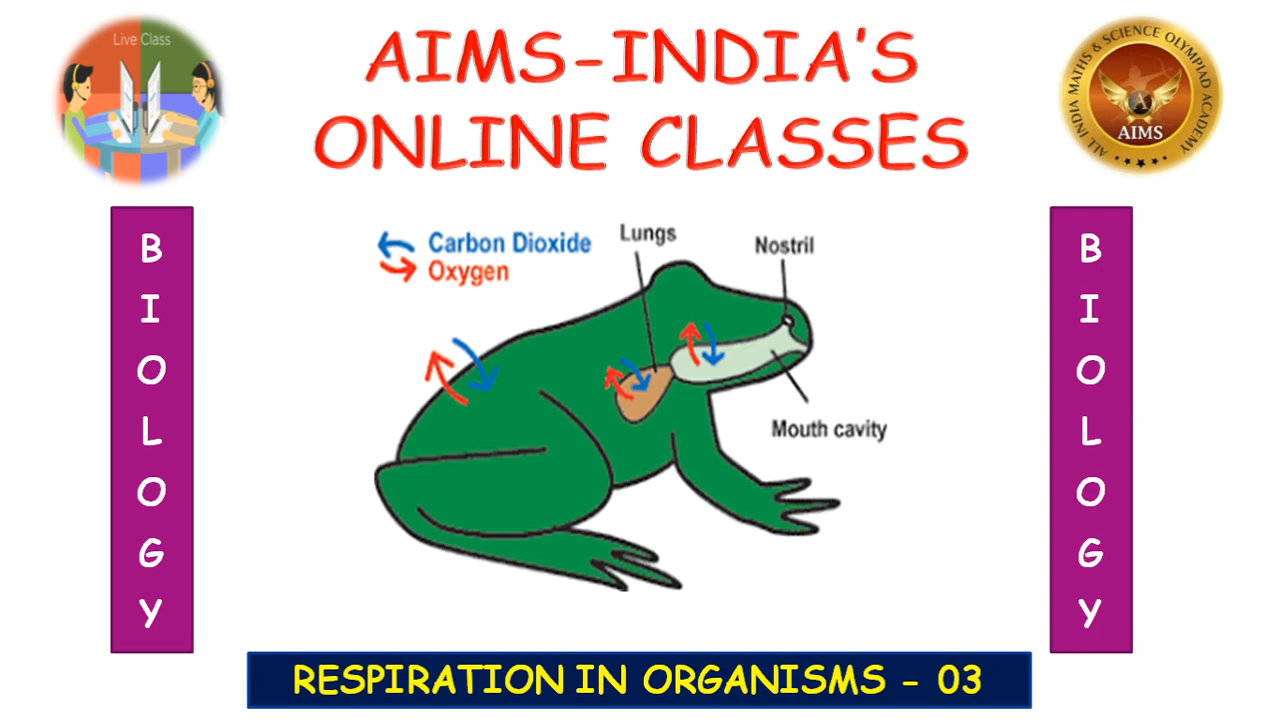 Live Class
AIMS-INDIA'S
ONLINE CLASSES
ALL INDIA MATHS & SCIENCE OLYMPIAD ACADEMY
A
AIMS
B
I
O
L
O
G
Y
Carbon Dioxide
Oxygen
Lungs
Nostril
Mouth cavity
B
I
O
L
O
G
Y
RESPIRATION IN ORGANISMS - 03